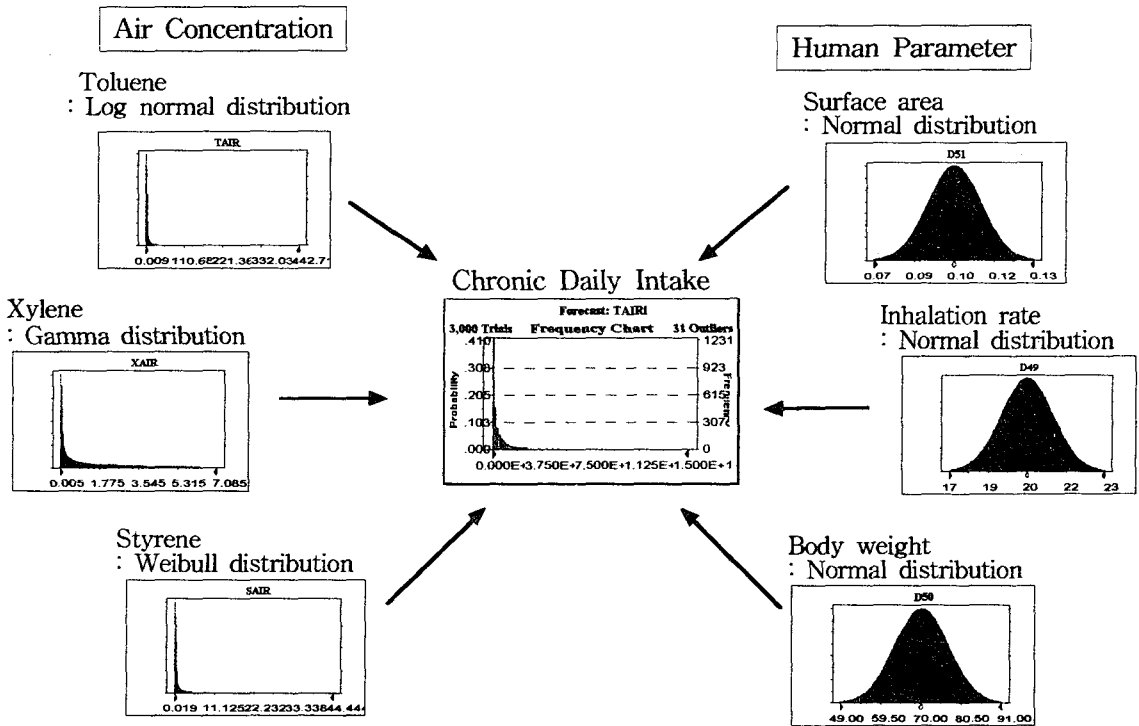 Air Concentration
Toluene
: Log normal distribution
TAIR
0.009 110.68 221.36 332.03 442.71
Xylene
: Gamma distribution
XAIR
0.005 1.775 3.545 5.315 7.085
Styrene
: Weibull distribution
SAIR
0.019 11.125 22.232 33.338 44.444
Chronic Daily Intake
Forecast: TAIR1
3,000 Trials Frequency Chart 31 Outliers
.410 1231
.308 923
.205 615
.103 307
.000 0
Probability
Frequency
0.000E+ 3.750E+ 7.500E+ 1.125E+ 1.500E+1
Human Parameter
Surface area
: Normal distribution
D51
0.07 0.09 0.10 0.12 0.13
Inhalation rate
: Normal distribution
D49
17 19 20 22 23
Body weight
: Normal distribution
D50
49.00 59.50 70.00 80.50 91.00